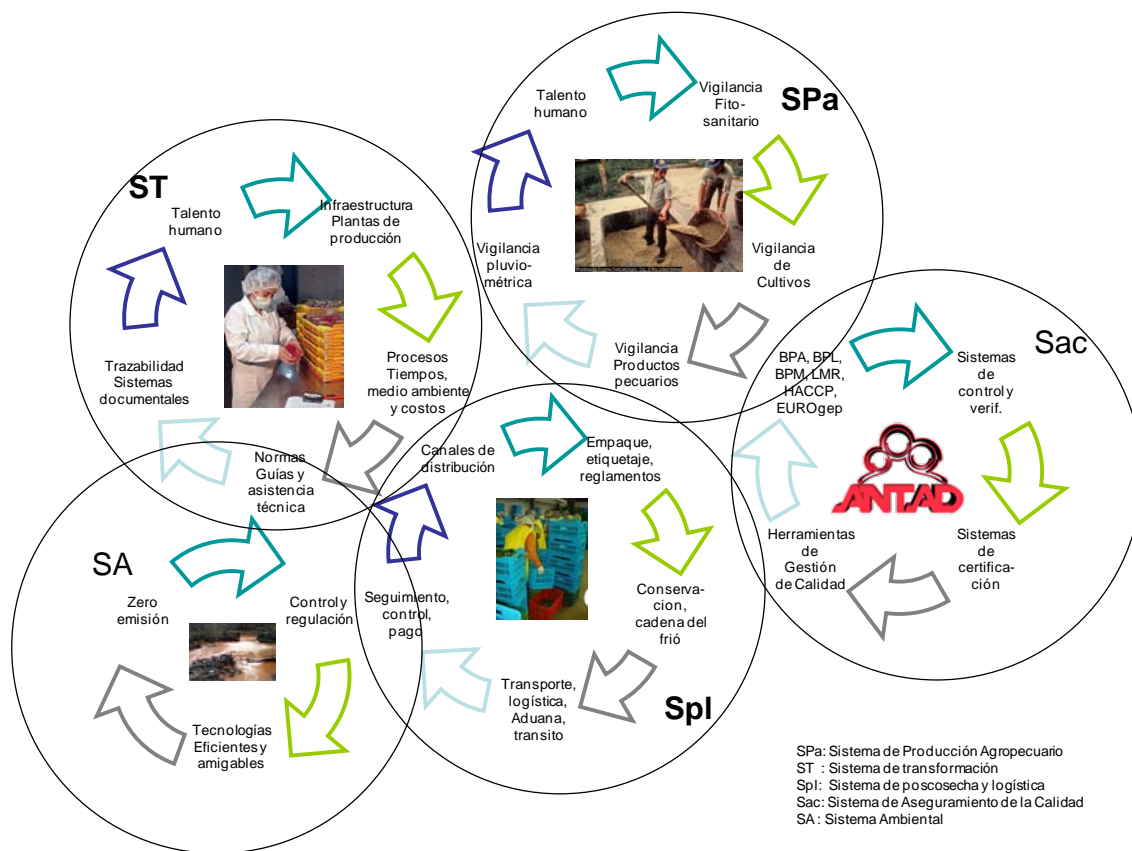 SPa
Talento
humano
Vigilancia
Fito-
sanitario
Vigilancia
de
Cultivos
Vigilancia
Productos
pecuarios
Vigilancia
pluvio-
métrica
ST
Talento
humano
Infraestructura
Plantas de
producción
Procesos
Tiempos,
medio ambiente
y costos
Normas
Guías y
asistencia
técnica
Trazabilidad
Sistemas
documentales
Sac
BPA, BPL,
BPM, LMR,
HACCP,
EUROgep
Sistemas
de
control y
verif.
Sistemas
de
certifica-
ción
Herramientas
de
Gestión
de Calidad
ANTAD
Canales de
distribución
Empaque,
etiquetaje,
reglamentos
Conserva-
cion,
cadena del
frió
Transporte,
logística,
Aduana,
transito
Seguimiento,
control,
pago
Spl
SA
Zero
emisión
Control y
regulación
Tecnologías
Eficientes y
amigables
SPa: Sistema de Producción Agropecuario
ST : Sistema de transformación
Spl: Sistema de poscosecha y logística
Sac: Sistema de Aseguramiento de la Calidad
SA : Sistema Ambiental